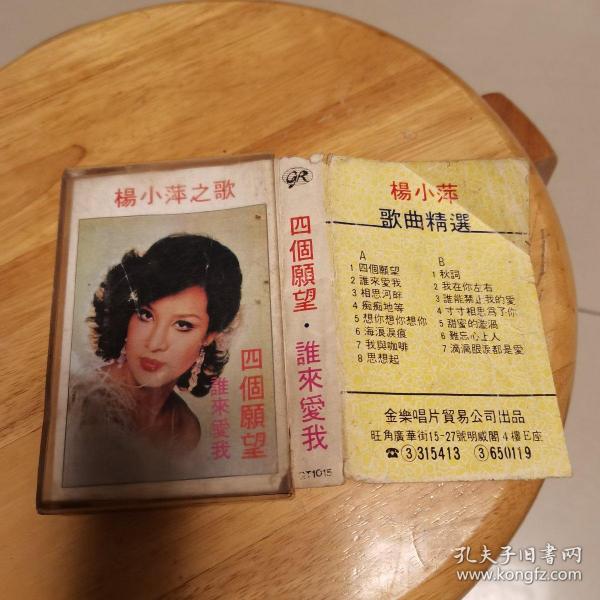 楊小萍之歌
四個願望
誰來愛我
GR
四個願望·誰來愛我
GT1015
楊小萍
歌曲精選
A
1 四個願望
2 誰來愛我
3 相思河畔
4 痴痴地等
5 想你想你想你
6 海浪淚痕
7 我與咖啡
8 思想起
B
1 秋詞
2 我在你左右
3 誰能禁止我的愛
4 寸寸相思為了你
5 甜蜜的漩渦
6 難忘心上人
7 滴滴眼淚都是愛
金樂唱片貿易公司出品
旺角廣華街15-27號明威閣4樓E座
☎③315413 ③650119
孔夫子旧书网
www.kongfz.com